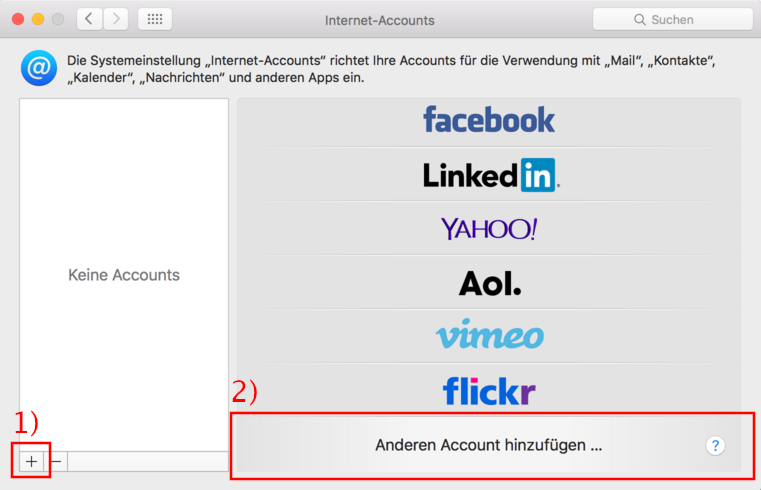 Internet-Accounts
Suchen
Die Systemeinstellung „Internet-Accounts“ richtet Ihre Accounts für die Verwendung mit „Mail“, „Kontakte“,
„Kalender“, „Nachrichten“ und anderen Apps ein.
facebook
Linkedin.
YAHOO!
Keine Accounts
Aol.
vimeo
flickr
1)
2)
Anderen Account hinzufügen ...
?
+ −